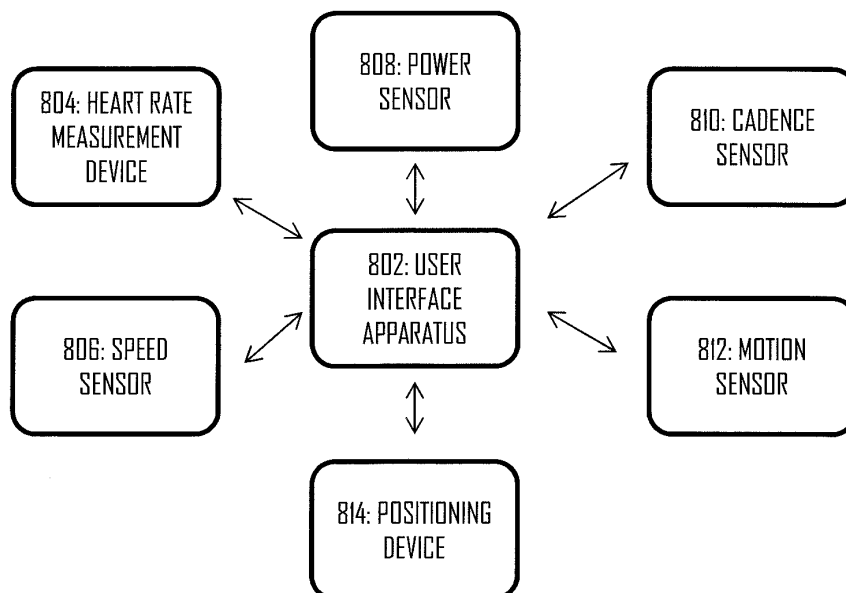 808: POWER
SENSOR
804: HEART RATE
MEASUREMENT
DEVICE
810: CADENCE
SENSOR
802: USER
INTERFACE
APPARATUS
806: SPEED
SENSOR
812: MOTION
SENSOR
814: POSITIONING
DEVICE